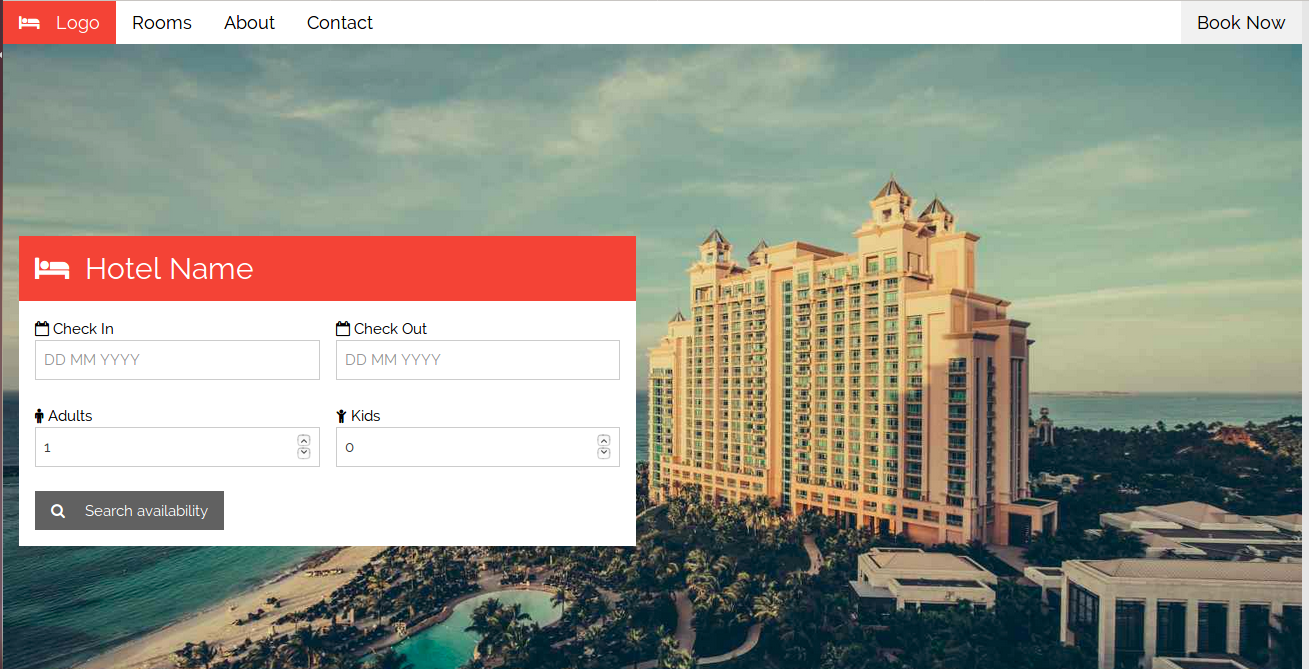 Logo Rooms About Contact Book Now
Hotel Name
Check In Check Out
DD MM YYYY DD MM YYYY
Adults Kids
1 0
Search availability